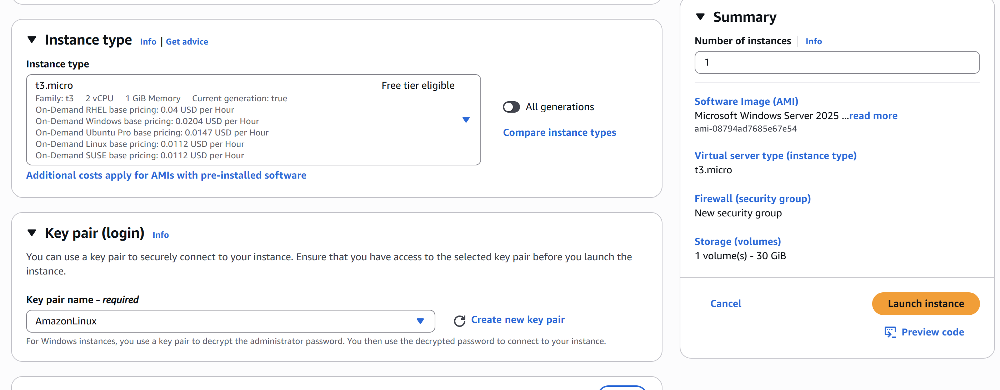 Instance type Info | Get advice
Instance type
t3.micro Free tier eligible
Family: t3 2 vCPU 1 GiB Memory Current generation: true
On-Demand RHEL base pricing: 0.04 USD per Hour
On-Demand Windows base pricing: 0.0204 USD per Hour
On-Demand Ubuntu Pro base pricing: 0.0147 USD per Hour
On-Demand Linux base pricing: 0.0112 USD per Hour
On-Demand SUSE base pricing: 0.0112 USD per Hour
All generations
Compare instance types
Additional costs apply for AMIs with pre-installed software
Key pair (login) Info
You can use a key pair to securely connect to your instance. Ensure that you have access to the selected key pair before you launch the
instance.
Key pair name - required
AmazonLinux
Create new key pair
For Windows instances, you use a key pair to decrypt the administrator password. You then use the decrypted password to connect to your instance.
Summary
Number of instances Info
1
Software Image (AMI)
Microsoft Windows Server 2025 ...read more
ami-08794ad7685e67e54
Virtual server type (instance type)
t3.micro
Firewall (security group)
New security group
Storage (volumes)
1 volume(s) - 30 GiB
Cancel
Launch instance
Preview code